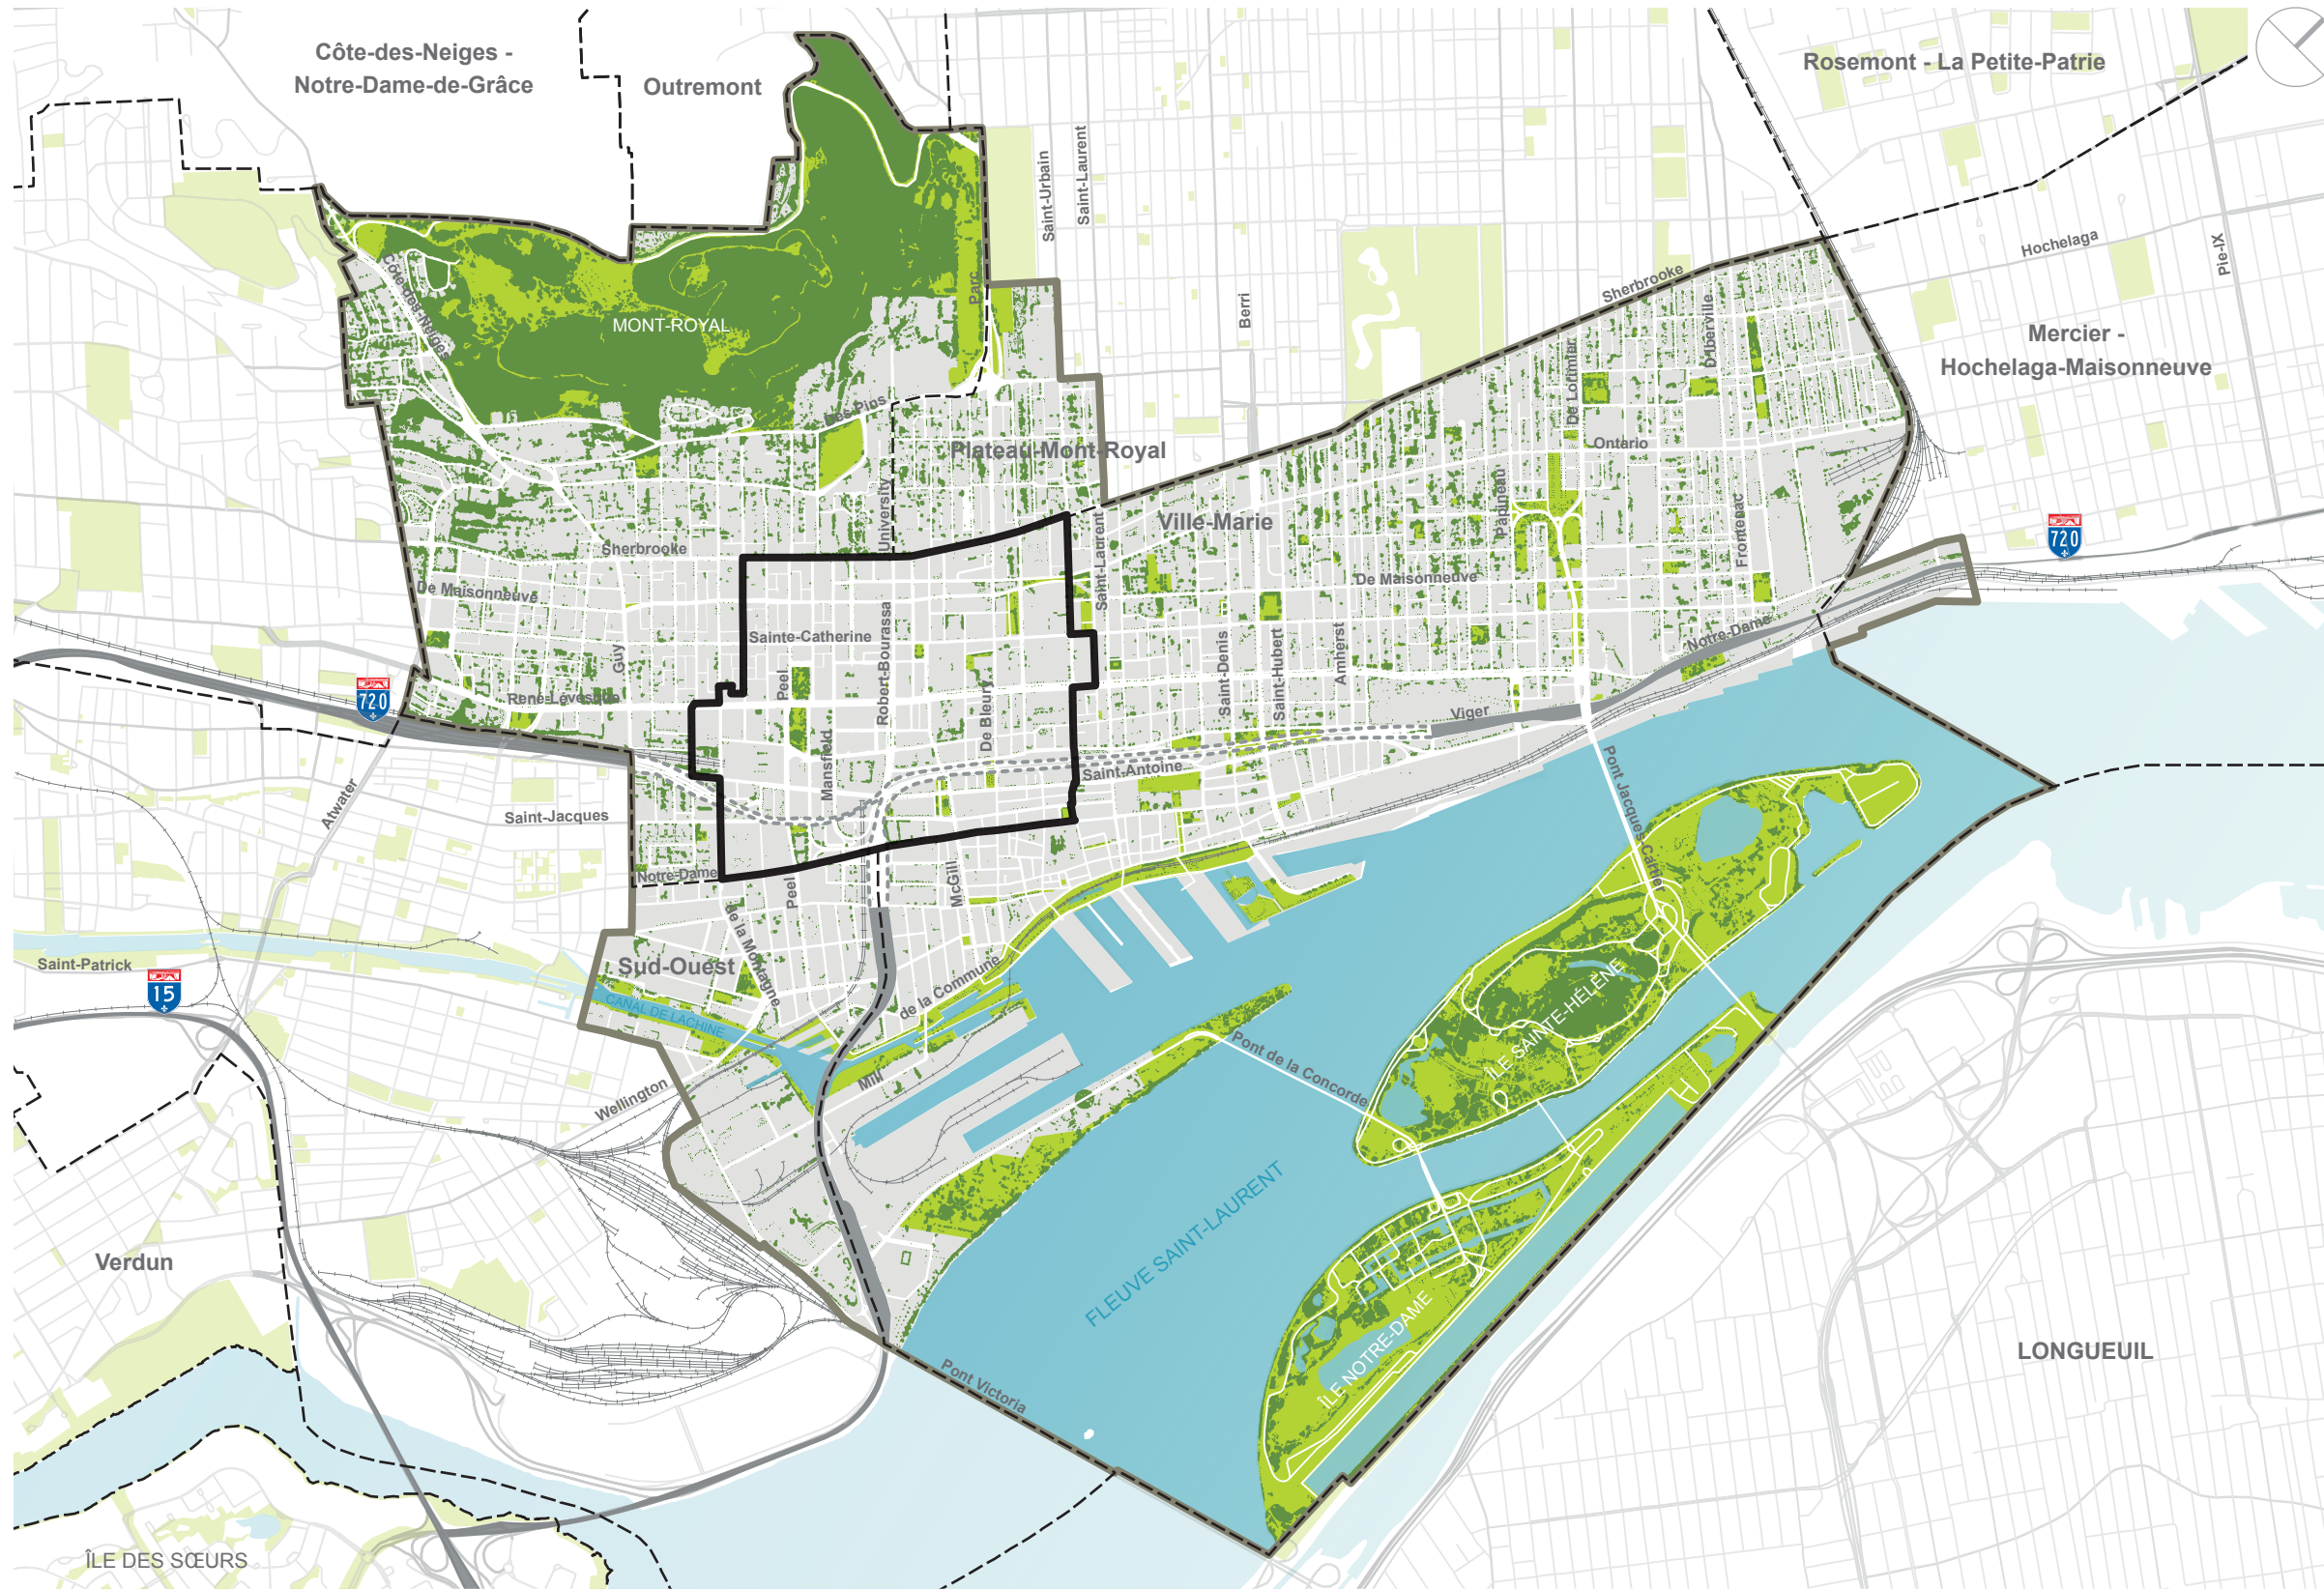 Côte-des-Neiges -
Notre-Dame-de-Grâce
Outremont
Rosemont - La Petite-Patrie
Saint-Urbain
Saint-Laurent
Hochelaga
Pie-IX
Côte-des-Neiges
Parc
Sherbrooke
Berri
D'Iberville
MONT-ROYAL
Mercier -
Hochelaga-Maisonneuve
De Lorimier
Des Pins
Plateau-Mont-Royal
Ontario
University
Papineau
Frontenac
Ville-Marie
Sherbrooke
720
De Maisonneuve
Saint-Laurent
De Maisonneuve
Sainte-Catherine
Robert-Bourassa
Guy
Peel
Saint-Denis
Saint-Hubert
Amherst
Notre-Dame
720
René-Lévesque
De Bleury
Viger
Mansfield
Saint-Antoine
Pont Jacques-Cartier
Atwater
Saint-Jacques
Notre-Dame
Peel
McGill
de la Montagne
Saint-Patrick
15
Sud-Ouest
de la Commune
CANAL DE LACHINE
ÎLE SAINTE-HÉLÈNE
Pont de la Concorde
Mill
Wellington
FLEUVE SAINT-LAURENT
Verdun
ÎLE NOTRE-DAME
LONGUEUIL
Pont Victoria
ÎLE DES SŒURS